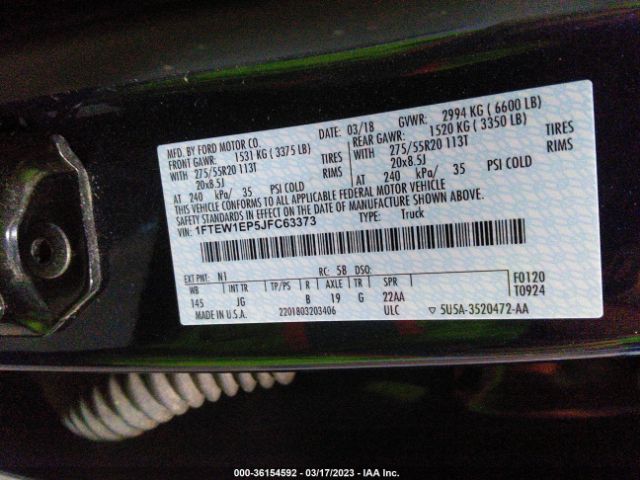 MFD. BY FORD MOTOR CO. DATE: 03/18 GVWR: 2994 KG ( 6600 LB)
FRONT GAWR: 1531 KG ( 3375 LB) REAR GAWR: 1520 KG ( 3350 LB)
WITH 275/55R20 113T TIRES WITH 275/55R20 113T TIRES
20x8.5J 20x8.5J
AT 240 kPa/ 35 PSI COLD AT 240 kPa/ 35 PSI COLD
THIS VEHICLE CONFORMS TO ALL APPLICABLE FEDERAL MOTOR VEHICLE
SAFETY STANDARDS IN EFFECT ON THE DATE OF MANUFACTURE SHOWN ABOVE.
VIN: 1FTEW1EP5JFC63373 TYPE: Truck
EXT PNT: N1 RC: 58 DSO: F0120
WB INT TR TP/PS R AXLE TR SPR T0924
145 JG B 19 G 22AA
MADE IN U.S.A. 2201803203406 ULC 5U5A-3520472-AA
000-36154592 - 03/17/2023 - IAA Inc.